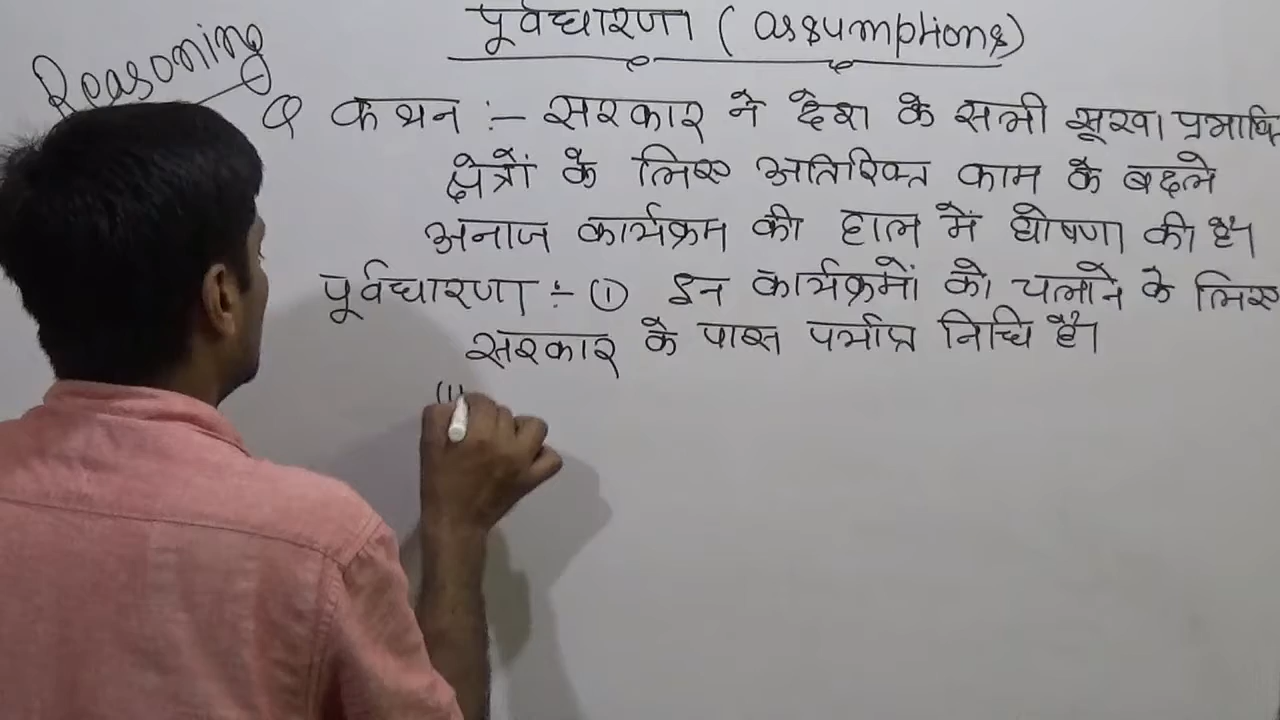 पूर्वधारणा ( assumptions)
Reasoning
Q कथन :- सरकार ने देश के सभी सूखा प्रभावि
क्षेत्रों के लिए अतिरिक्त काम के बदले
अनाज कार्यक्रम की हाल में घोषणा की है।
पूर्वधारणा :- (1) इन कार्यक्रमों को चलाने के लिए
सरकार के पास पर्याप्त निधि है।
(11